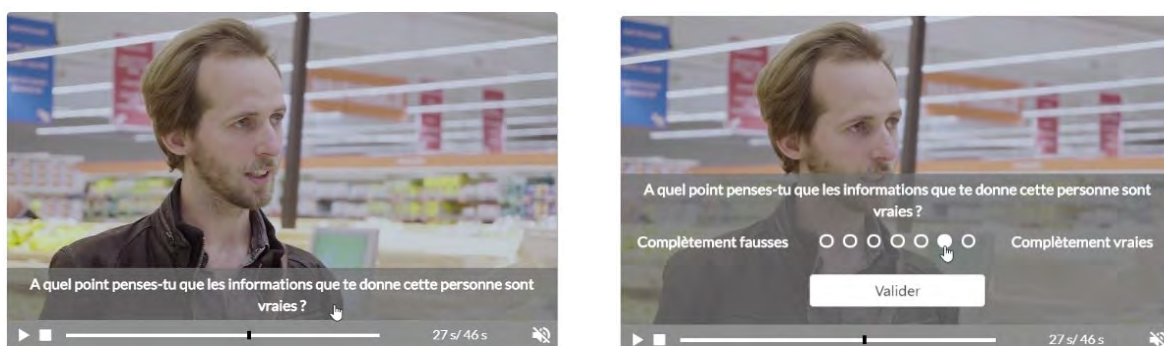 A quel point penses-tu que les informations que te donne cette personne sont
vraies ?
27 s/ 46 s
A quel point penses-tu que les informations que te donne cette personne sont
vraies ?
Complètement fausses
Complètement vraies
Valider
27 s/ 46 s